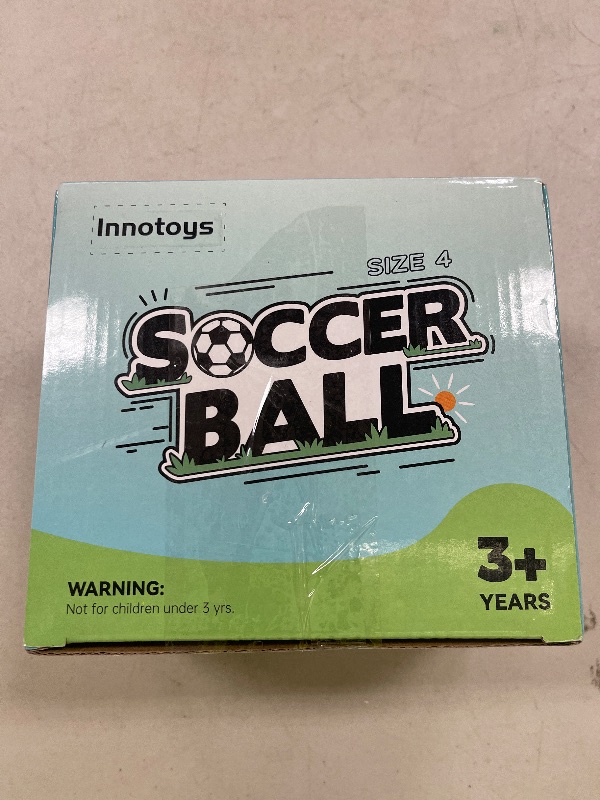 Innotoys
SIZE 4
SOCCER
BALL
WARNING:
Not for children under 3 yrs.
3+
YEARS